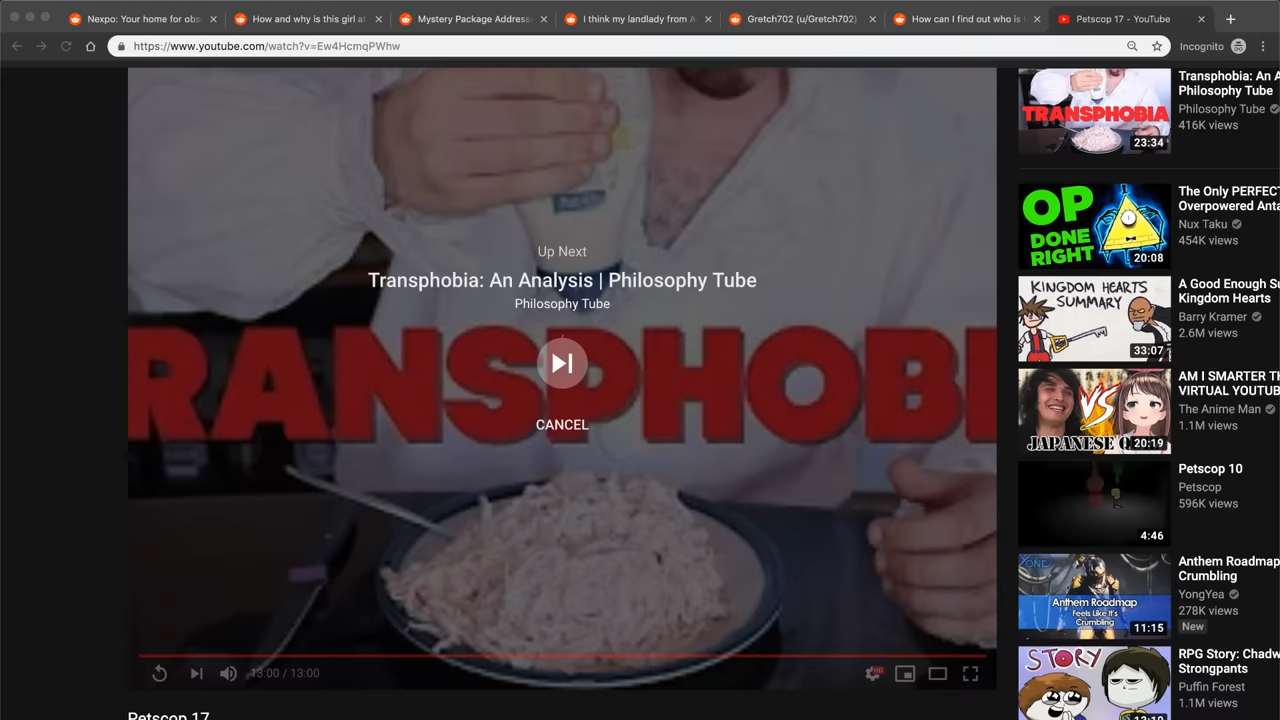 Nexpo: Your home for obs
How and why is this girl at
Mystery Package Addresse
I think my landlady from A
Gretch702 (u/Gretch702)
How can I find out who is
Petscop 17 - YouTube
https://www.youtube.com/watch?v=Ew4HcmqPWhw
Incognito
Up Next
Transphobia: An Analysis | Philosophy Tube
Philosophy Tube
RANSPHOBI
CANCEL
13:00 / 13:00
HD
Petscop 17
TRANSPHOBIA
23:34
Transphobia: An A
Philosophy Tube
Philosophy Tube
416K views
OP
DONE
RIGHT
20:08
The Only PERFECT
Overpowered Anta
Nux Taku
454K views
KINGDOM HEARTS
SUMMARY
33:07
A Good Enough Su
Kingdom Hearts
Barry Kramer
2.6M views
VS
JAPANESE Q
20:19
AM I SMARTER TH
VIRTUAL YOUTUB
The Anime Man
1.1M views
4:46
Petscop 10
Petscop
596K views
Anthem Roadmap
Feels Like It's
Crumbling
11:15
Anthem Roadmap
Crumbling
YongYea
278K views
New
STORY
RPG Story: Chadw
Strongpants
Puffin Forest
1.1M views